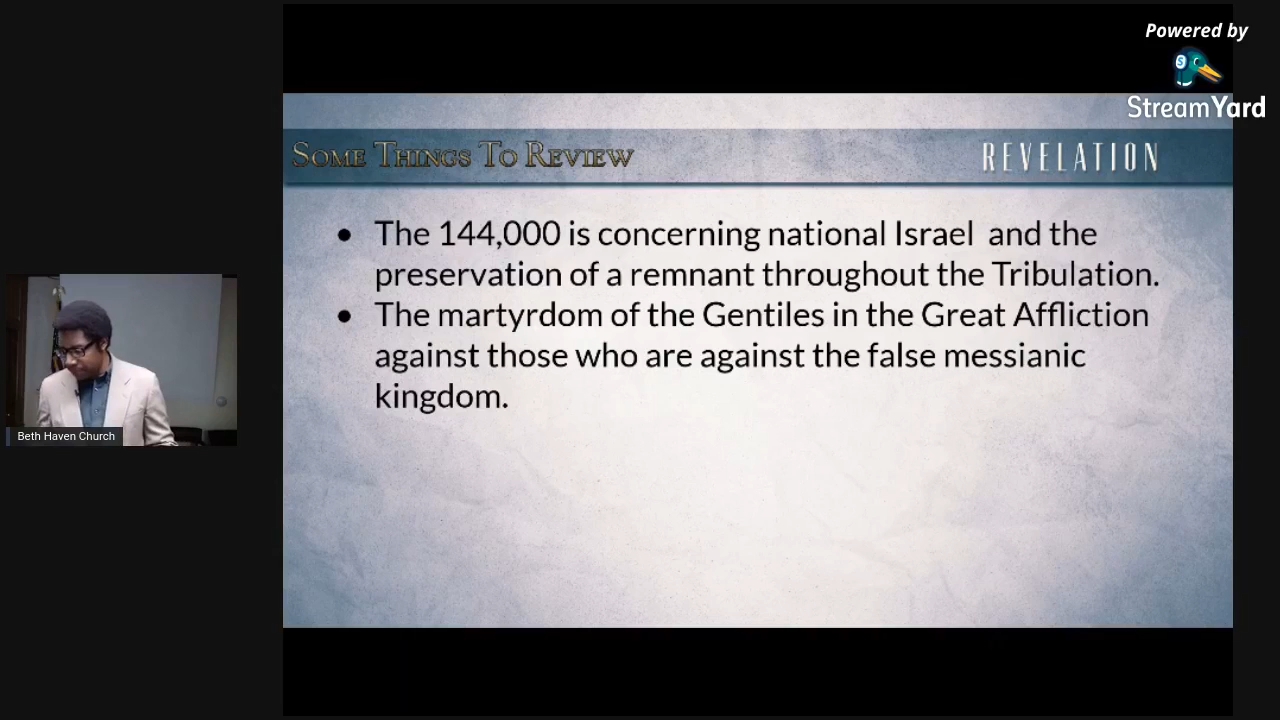 Powered by
StreamYard
SOME THINGS TO REVIEW
REVELATION
• The 144,000 is concerning national Israel and the
preservation of a remnant throughout the Tribulation.
• The martyrdom of the Gentiles in the Great Affliction
against those who are against the false messianic
kingdom.
Beth Haven Church